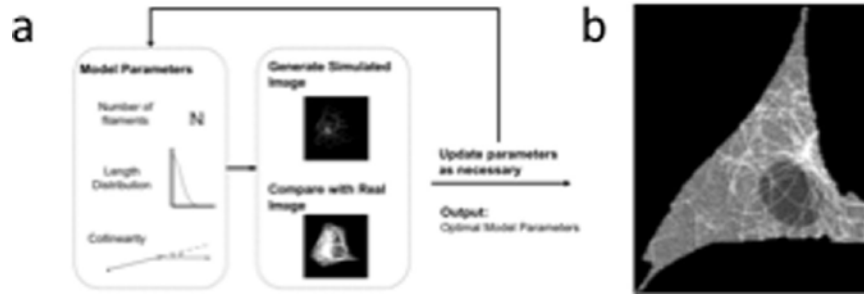 a
b
Model Parameters
Number of
filaments
N
Length
Distribution
Collinearity
Generate Simulated
Image
Compare with Real
Image
Update parameters
as necessary
Output:
Optimal Model Parameters